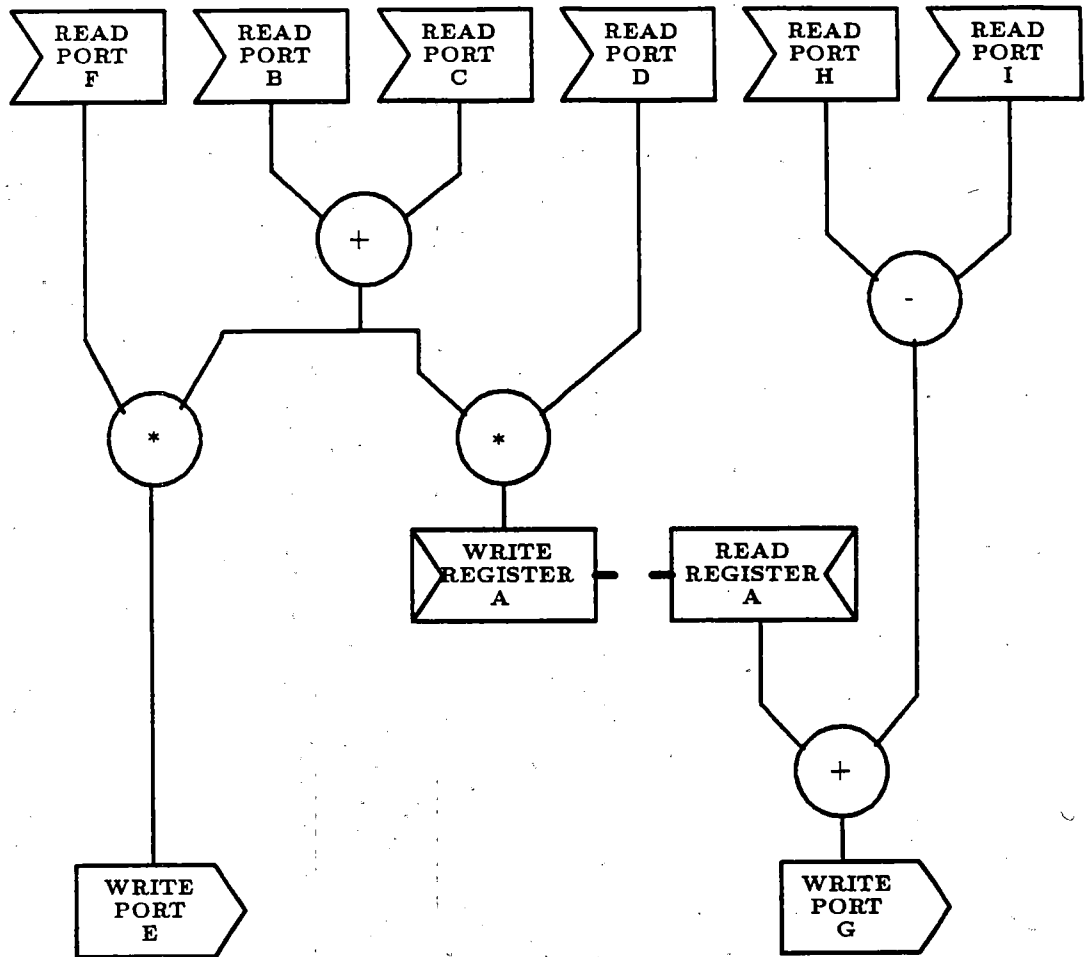 READ
PORT
F
READ
PORT
B
READ
PORT
C
READ
PORT
D
READ
PORT
H
READ
PORT
I
+
-
*
*
WRITE
REGISTER
A
READ
REGISTER
A
+
WRITE
PORT
E
WRITE
PORT
G